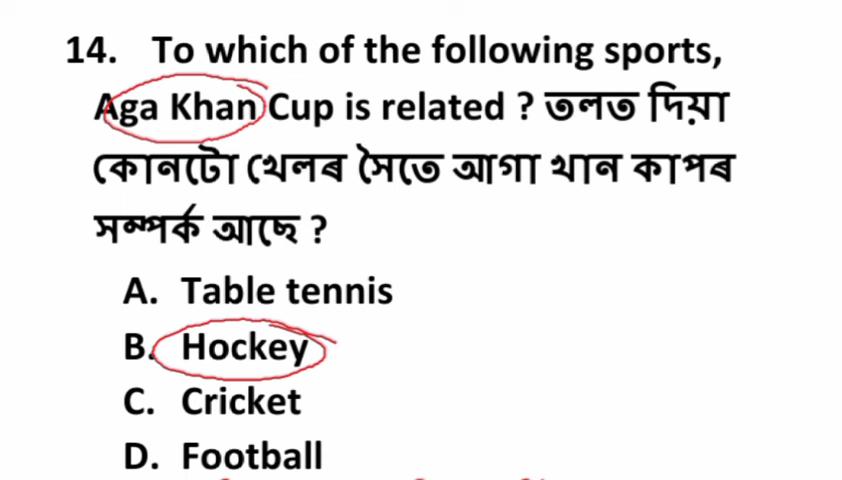 14. To which of the following sports,
Aga Khan Cup is related ? তলত দিয়া
কোনটো খেলৰ সৈতে আগা খান কাপৰ
সম্পৰ্ক আছে ?
A. Table tennis
B. Hockey
C. Cricket
D. Football